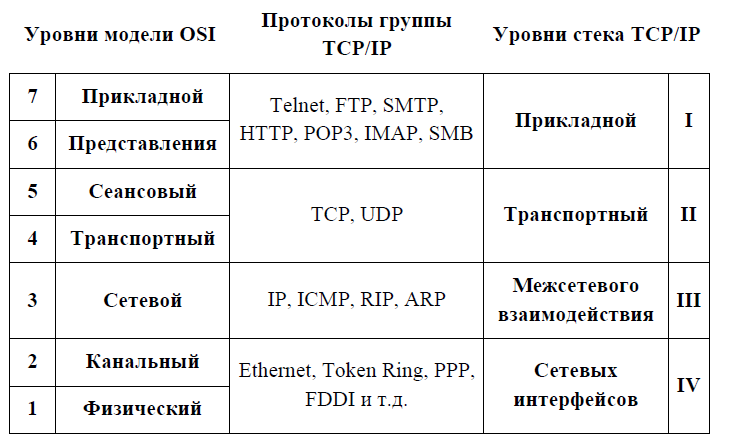 Уровни модели OSI
Протоколы группы
TCP/IP
Уровни стека TCP/IP
7
Прикладной
Telnet, FTP, SMTP,
HTTP, POP3, IMAP, SMB
Прикладной
I
6
Представления
5
Сеансовый
TCP, UDP
Транспортный
II
4
Транспортный
3
Сетевой
IP, ICMP, RIP, ARP
Межсетевого
взаимодействия
III
2
Канальный
Ethernet, Token Ring, PPP,
FDDI и т.д.
Сетевых
интерфейсов
IV
1
Физический